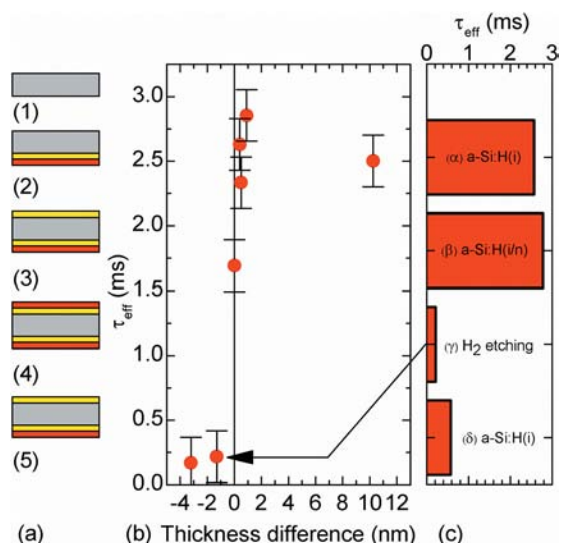 (1)
(2)
(3)
(4)
(5)
(a)
τeff (ms)
3.0
2.5
2.0
1.5
1.0
0.5
0.0
-4 -2 0 2 4 6 8 10 12
(b) Thickness difference (nm)
τeff (ms)
0 1 2 3
(α) a-Si:H(i)
(β) a-Si:H(i/n)
(γ) H2 etching
(δ) a-Si:H(i)
(c)